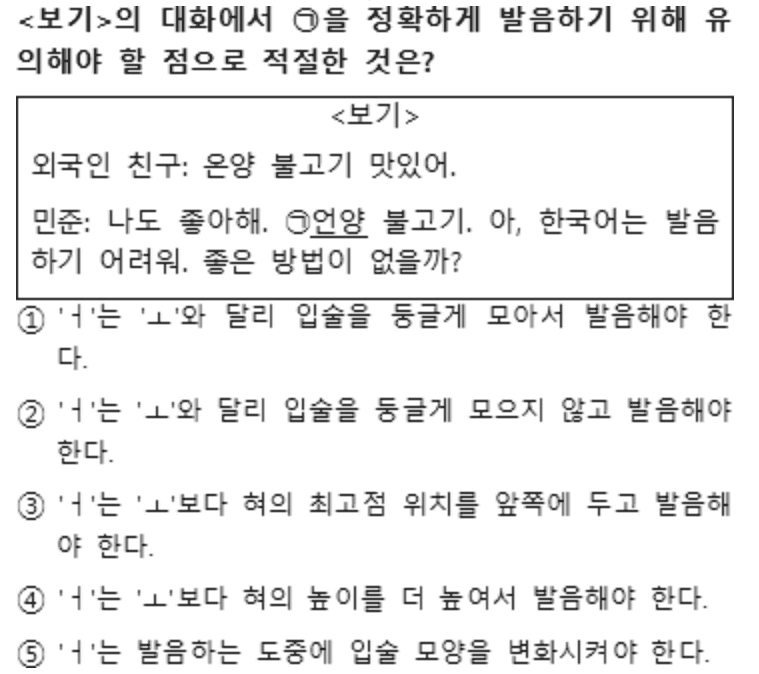 <보기>의 대화에서 ㉠을 정확하게 발음하기 위해 유
의해야 할 점으로 적절한 것은?
<보기>
외국인 친구: 온양 불고기 맛있어.
민준: 나도 좋아해. ㉠언양 불고기. 아, 한국어는 발음
하기 어려워. 좋은 방법이 없을까?
① 'ㅓ'는 'ㅗ'와 달리 입술을 둥글게 모아서 발음해야 한
다.
② 'ㅓ'는 'ㅗ'와 달리 입술을 둥글게 모으지 않고 발음해야
한다.
③ 'ㅓ'는 'ㅗ'보다 혀의 최고점 위치를 앞쪽에 두고 발음해
야 한다.
④ 'ㅓ'는 'ㅗ'보다 혀의 높이를 더 높여서 발음해야 한다.
⑤ 'ㅓ'는 발음하는 도중에 입술 모양을 변화시켜야 한다.